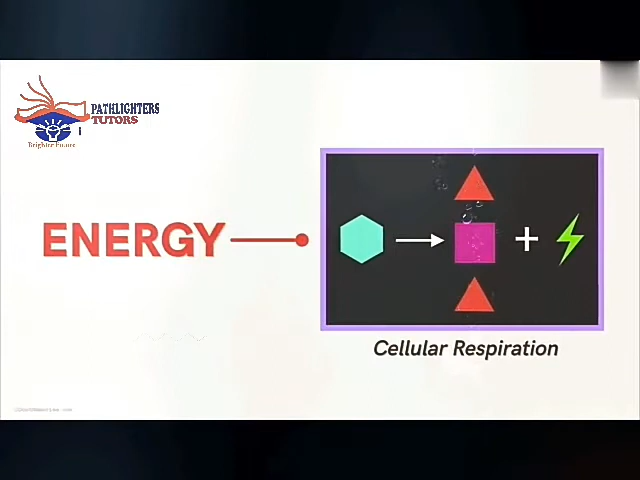 PATHLIGHTERS
TUTORS
Brighter Future
ENERGY
+
Cellular Respiration